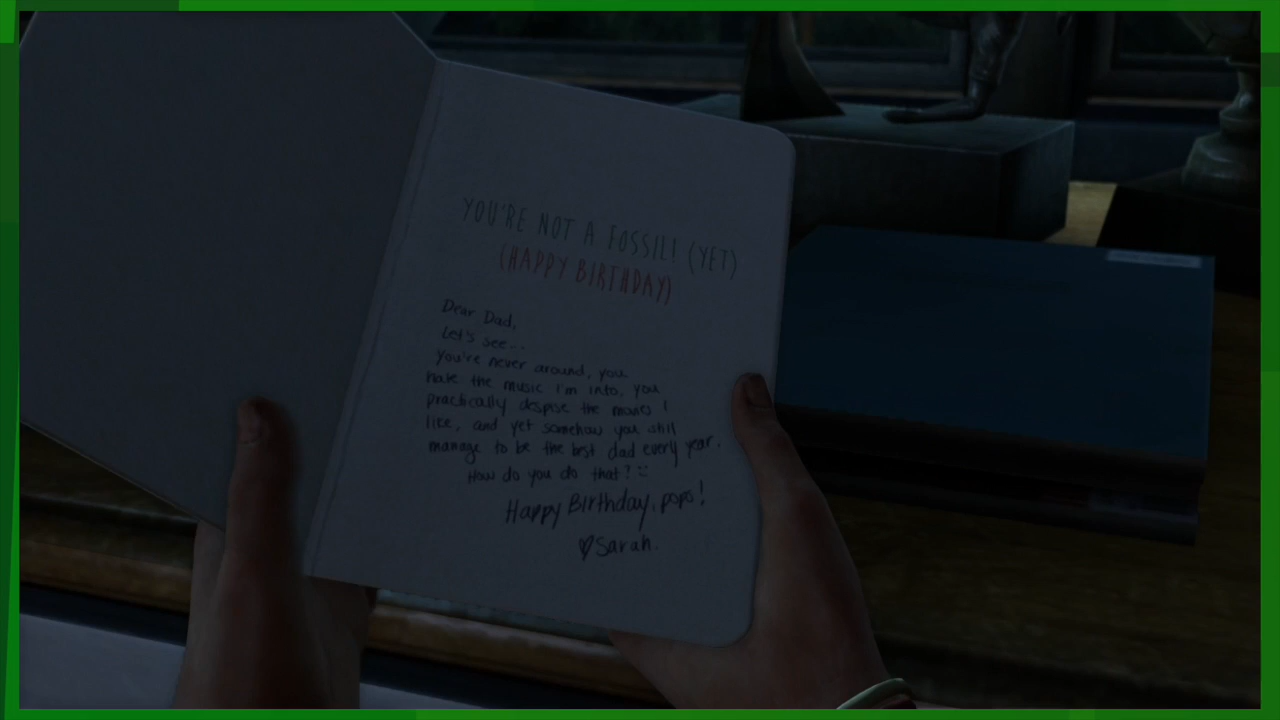 YOU'RE NOT A FOSSIL! (YET)
(HAPPY BIRTHDAY)
Dear Dad,
Let's see...
you're never around, you
hate the music i'm into, you
practically despise the movies i
like, and yet somehow you still
manage to be the best dad every year.
How do you do that? :)
Happy Birthday, pops!
♡ Sarah.